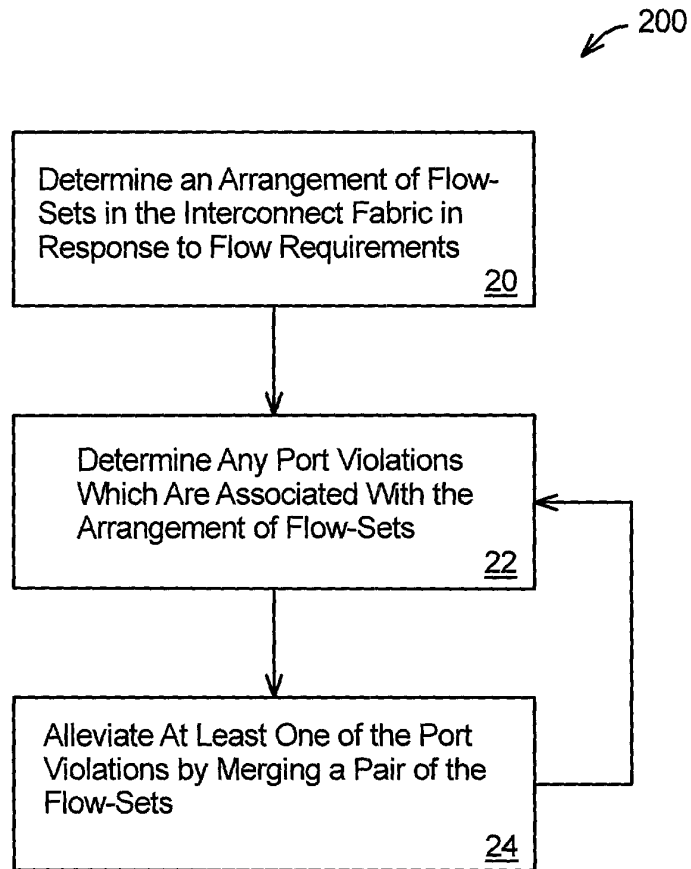 200
Determine an Arrangement of Flow-
Sets in the Interconnect Fabric in
Response to Flow Requirements
20
Determine Any Port Violations
Which Are Associated With the
Arrangement of Flow-Sets
22
Alleviate At Least One of the Port
Violations by Merging a Pair of the
Flow-Sets
24